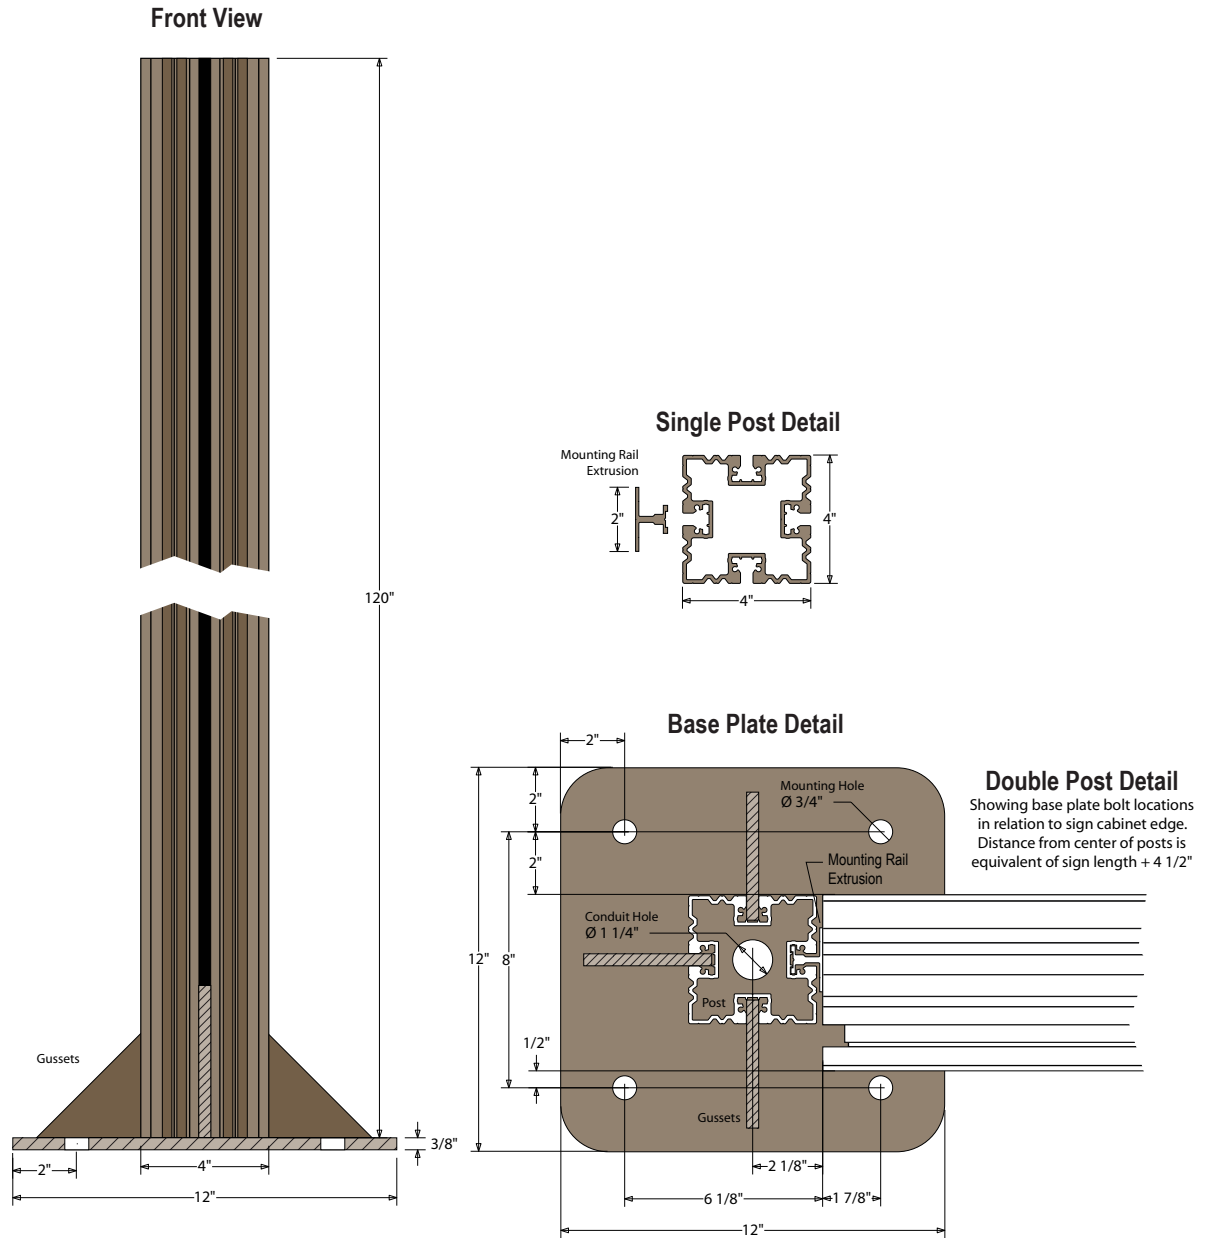 Front View
120"
Gussets
3/8"
2"
4"
12"
Single Post Detail
Mounting Rail
Extrusion
2"
4"
4"
Base Plate Detail
2"
2"
2"
Mounting Hole
Ø 3/4"
Mounting Rail
Extrusion
Conduit Hole
Ø 1 1/4"
12"
8"
Post
1/2"
Gussets
2 1/8"
6 1/8"
1 7/8"
12"
Double Post Detail
Showing base plate bolt locations
in relation to sign cabinet edge.
Distance from center of posts is
equivalent of sign length + 4 1/2"